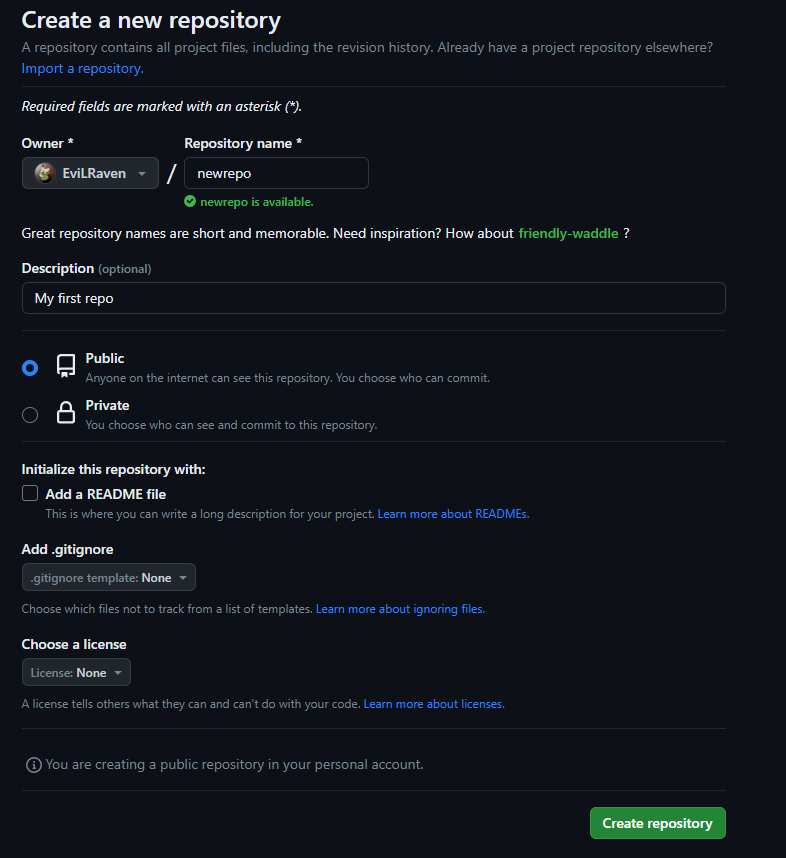 Create a new repository
A repository contains all project files, including the revision history. Already have a project repository elsewhere?
Import a repository.
Required fields are marked with an asterisk (*).
Owner *
Repository name *
EviLRaven
/
newrepo
newrepo is available.
Great repository names are short and memorable. Need inspiration? How about friendly-waddle ?
Description (optional)
My first repo
Public
Anyone on the internet can see this repository. You choose who can commit.
Private
You choose who can see and commit to this repository.
Initialize this repository with:
Add a README file
This is where you can write a long description for your project. Learn more about READMEs.
Add .gitignore
.gitignore template: None
Choose which files not to track from a list of templates. Learn more about ignoring files.
Choose a license
License: None
A license tells others what they can and can't do with your code. Learn more about licenses.
You are creating a public repository in your personal account.
Create repository